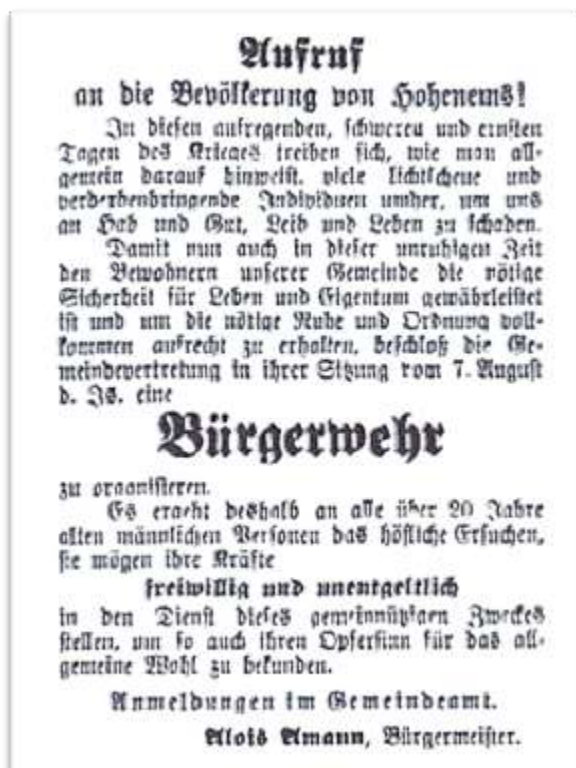 Aufruf
an die Bevölkerung von Hohenems!
In diesen aufregenden, schweren und ernsten
Tagen des Krieges treiben sich, wie man all-
gemein darauf hinweist, viele lichtscheue und
verderbenbringende Individuen umher, um uns
an Hab und Gut, Leib und Leben zu schaden.
Damit nun auch in dieser unruhigen Zeit
den Bewohnern unserer Gemeinde die nötige
Sicherheit für Leben und Eigentum gewährleistet
ist und um die nötige Ruhe und Ordnung voll-
kommen aufrecht zu erhalten, beschloß die Ge-
meindevertretung in ihrer Sitzung vom 7. August
d. Js. eine
Bürgerwehr
zu organisieren.
Es ergeht deshalb an alle über 20 Jahre
alten männlichen Personen das höfliche Ersuchen,
sie mögen ihre Kräfte
freiwillig und unentgeltlich
in den Dienst dieses gemeinnützigen Zweckes
stellen, um so auch ihren Opfersinn für das all-
gemeine Wohl zu bekunden.
Anmeldungen im Gemeindeamt.
Alois Amann, Bürgermeister.